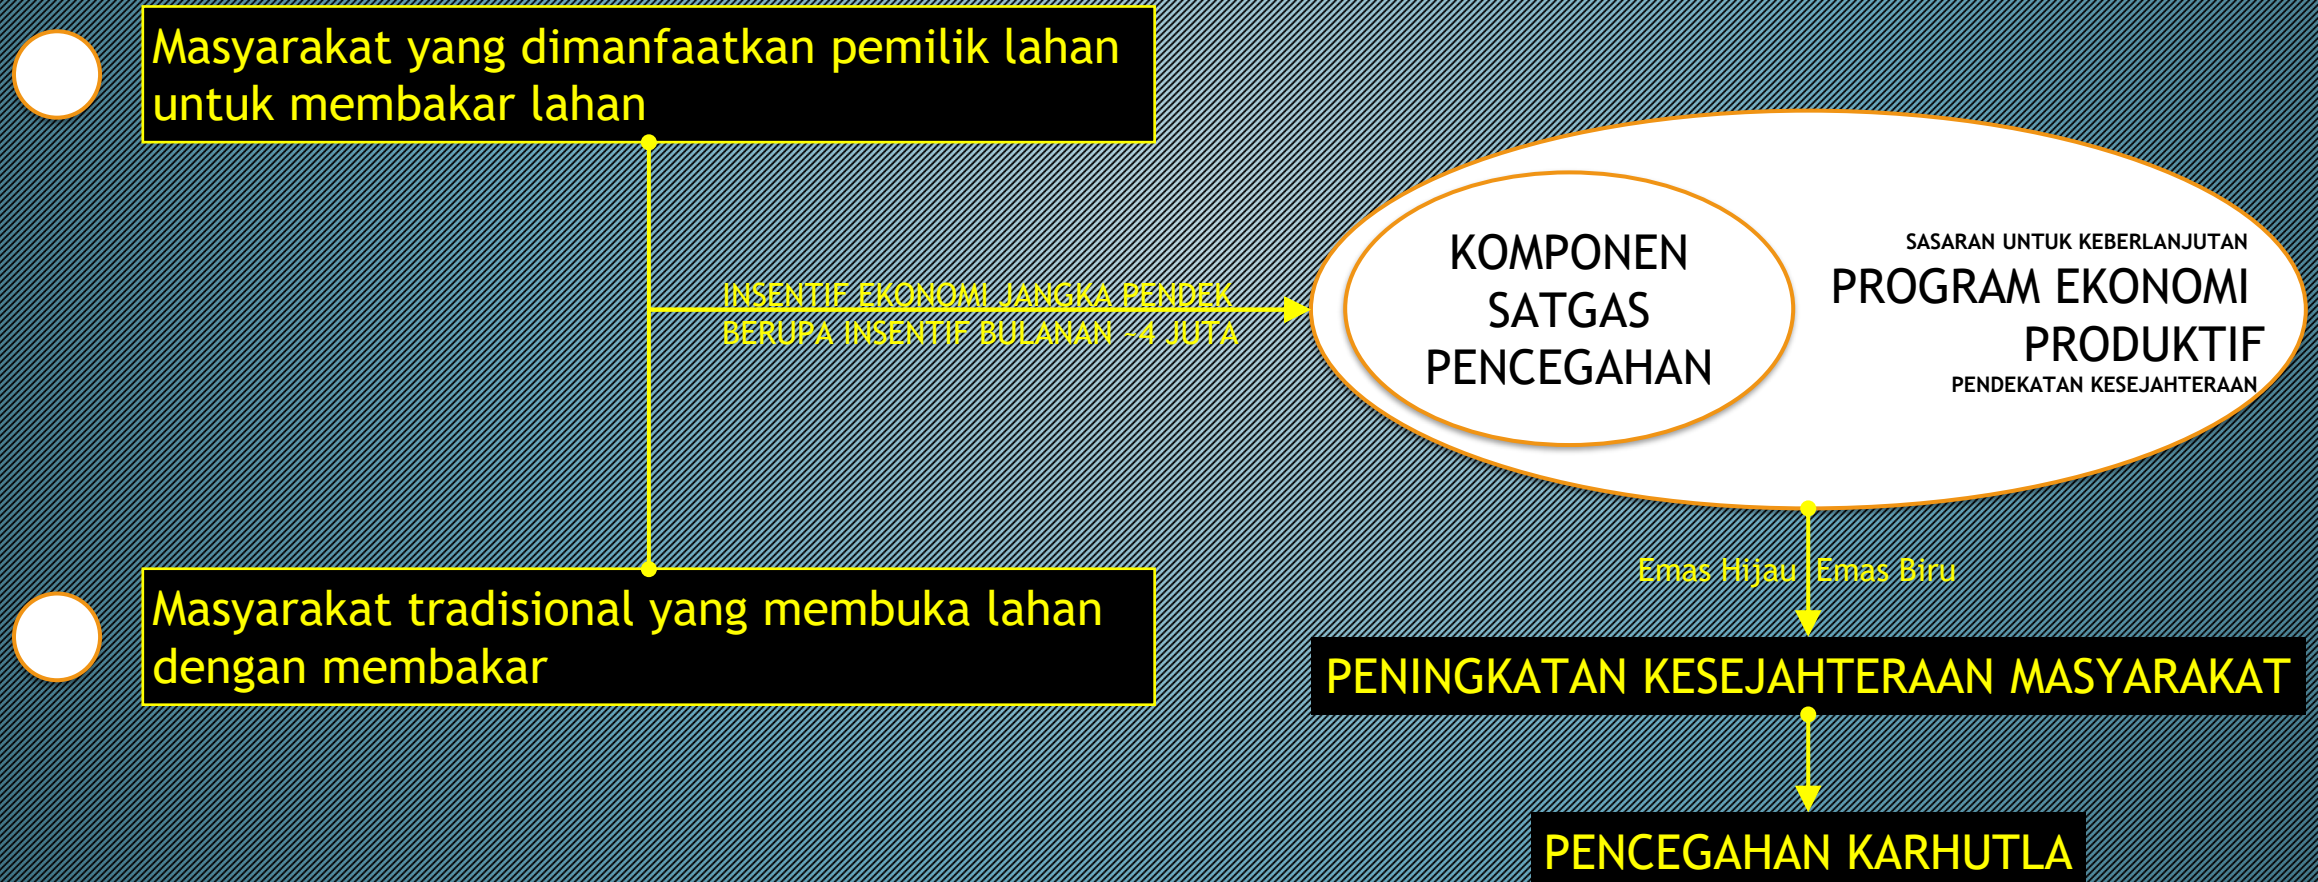 Masyarakat yang dimanfaatkan pemilik lahan
untuk membakar lahan
INSENTIF EKONOMI JANGKA PENDEK
BERUPA INSENTIF BULANAN ~4 JUTA
KOMPONEN
SATGAS
PENCEGAHAN
SASARAN UNTUK KEBERLANJUTAN
PROGRAM EKONOMI
PRODUKTIF
PENDEKATAN KESEJAHTERAAN
Masyarakat tradisional yang membuka lahan
dengan membakar
Emas Hijau Emas Biru
PENINGKATAN KESEJAHTERAAN MASYARAKAT
PENCEGAHAN KARHUTLA